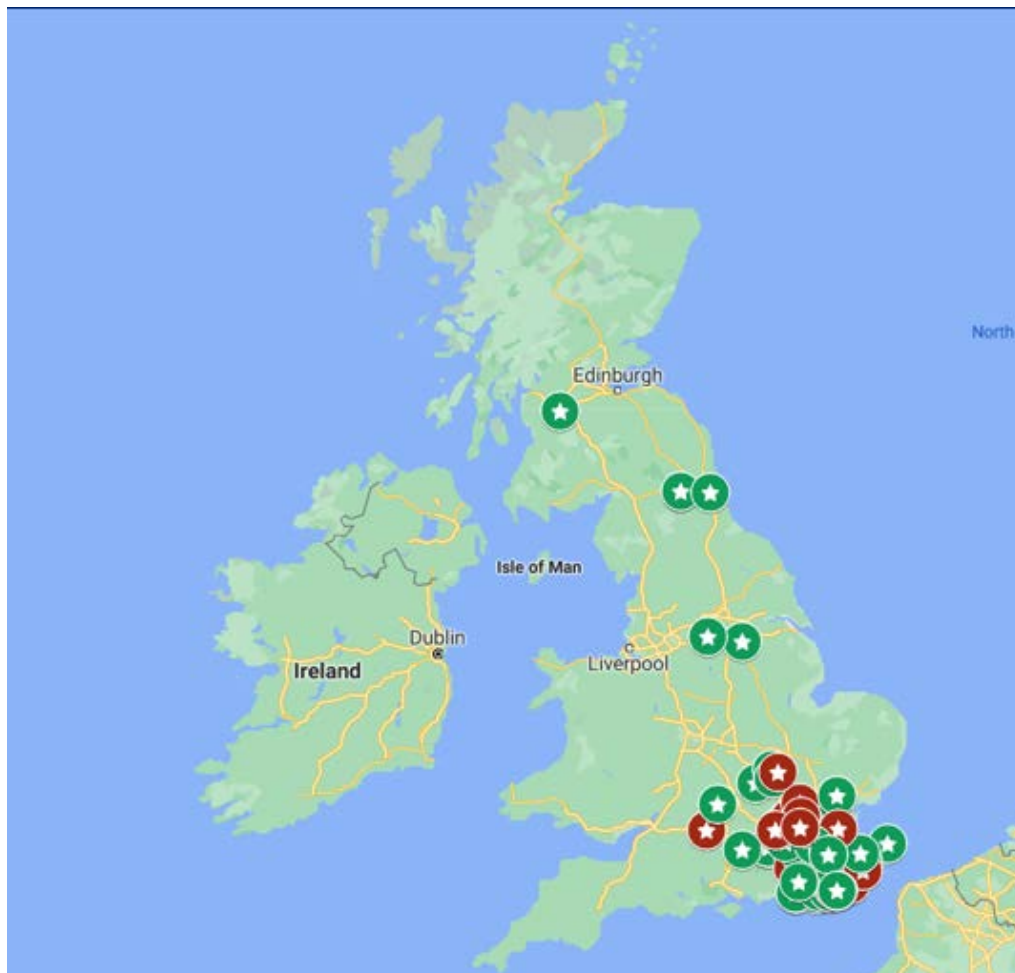 North
Edinburgh
Isle of Man
Dublin
Liverpool
Ireland